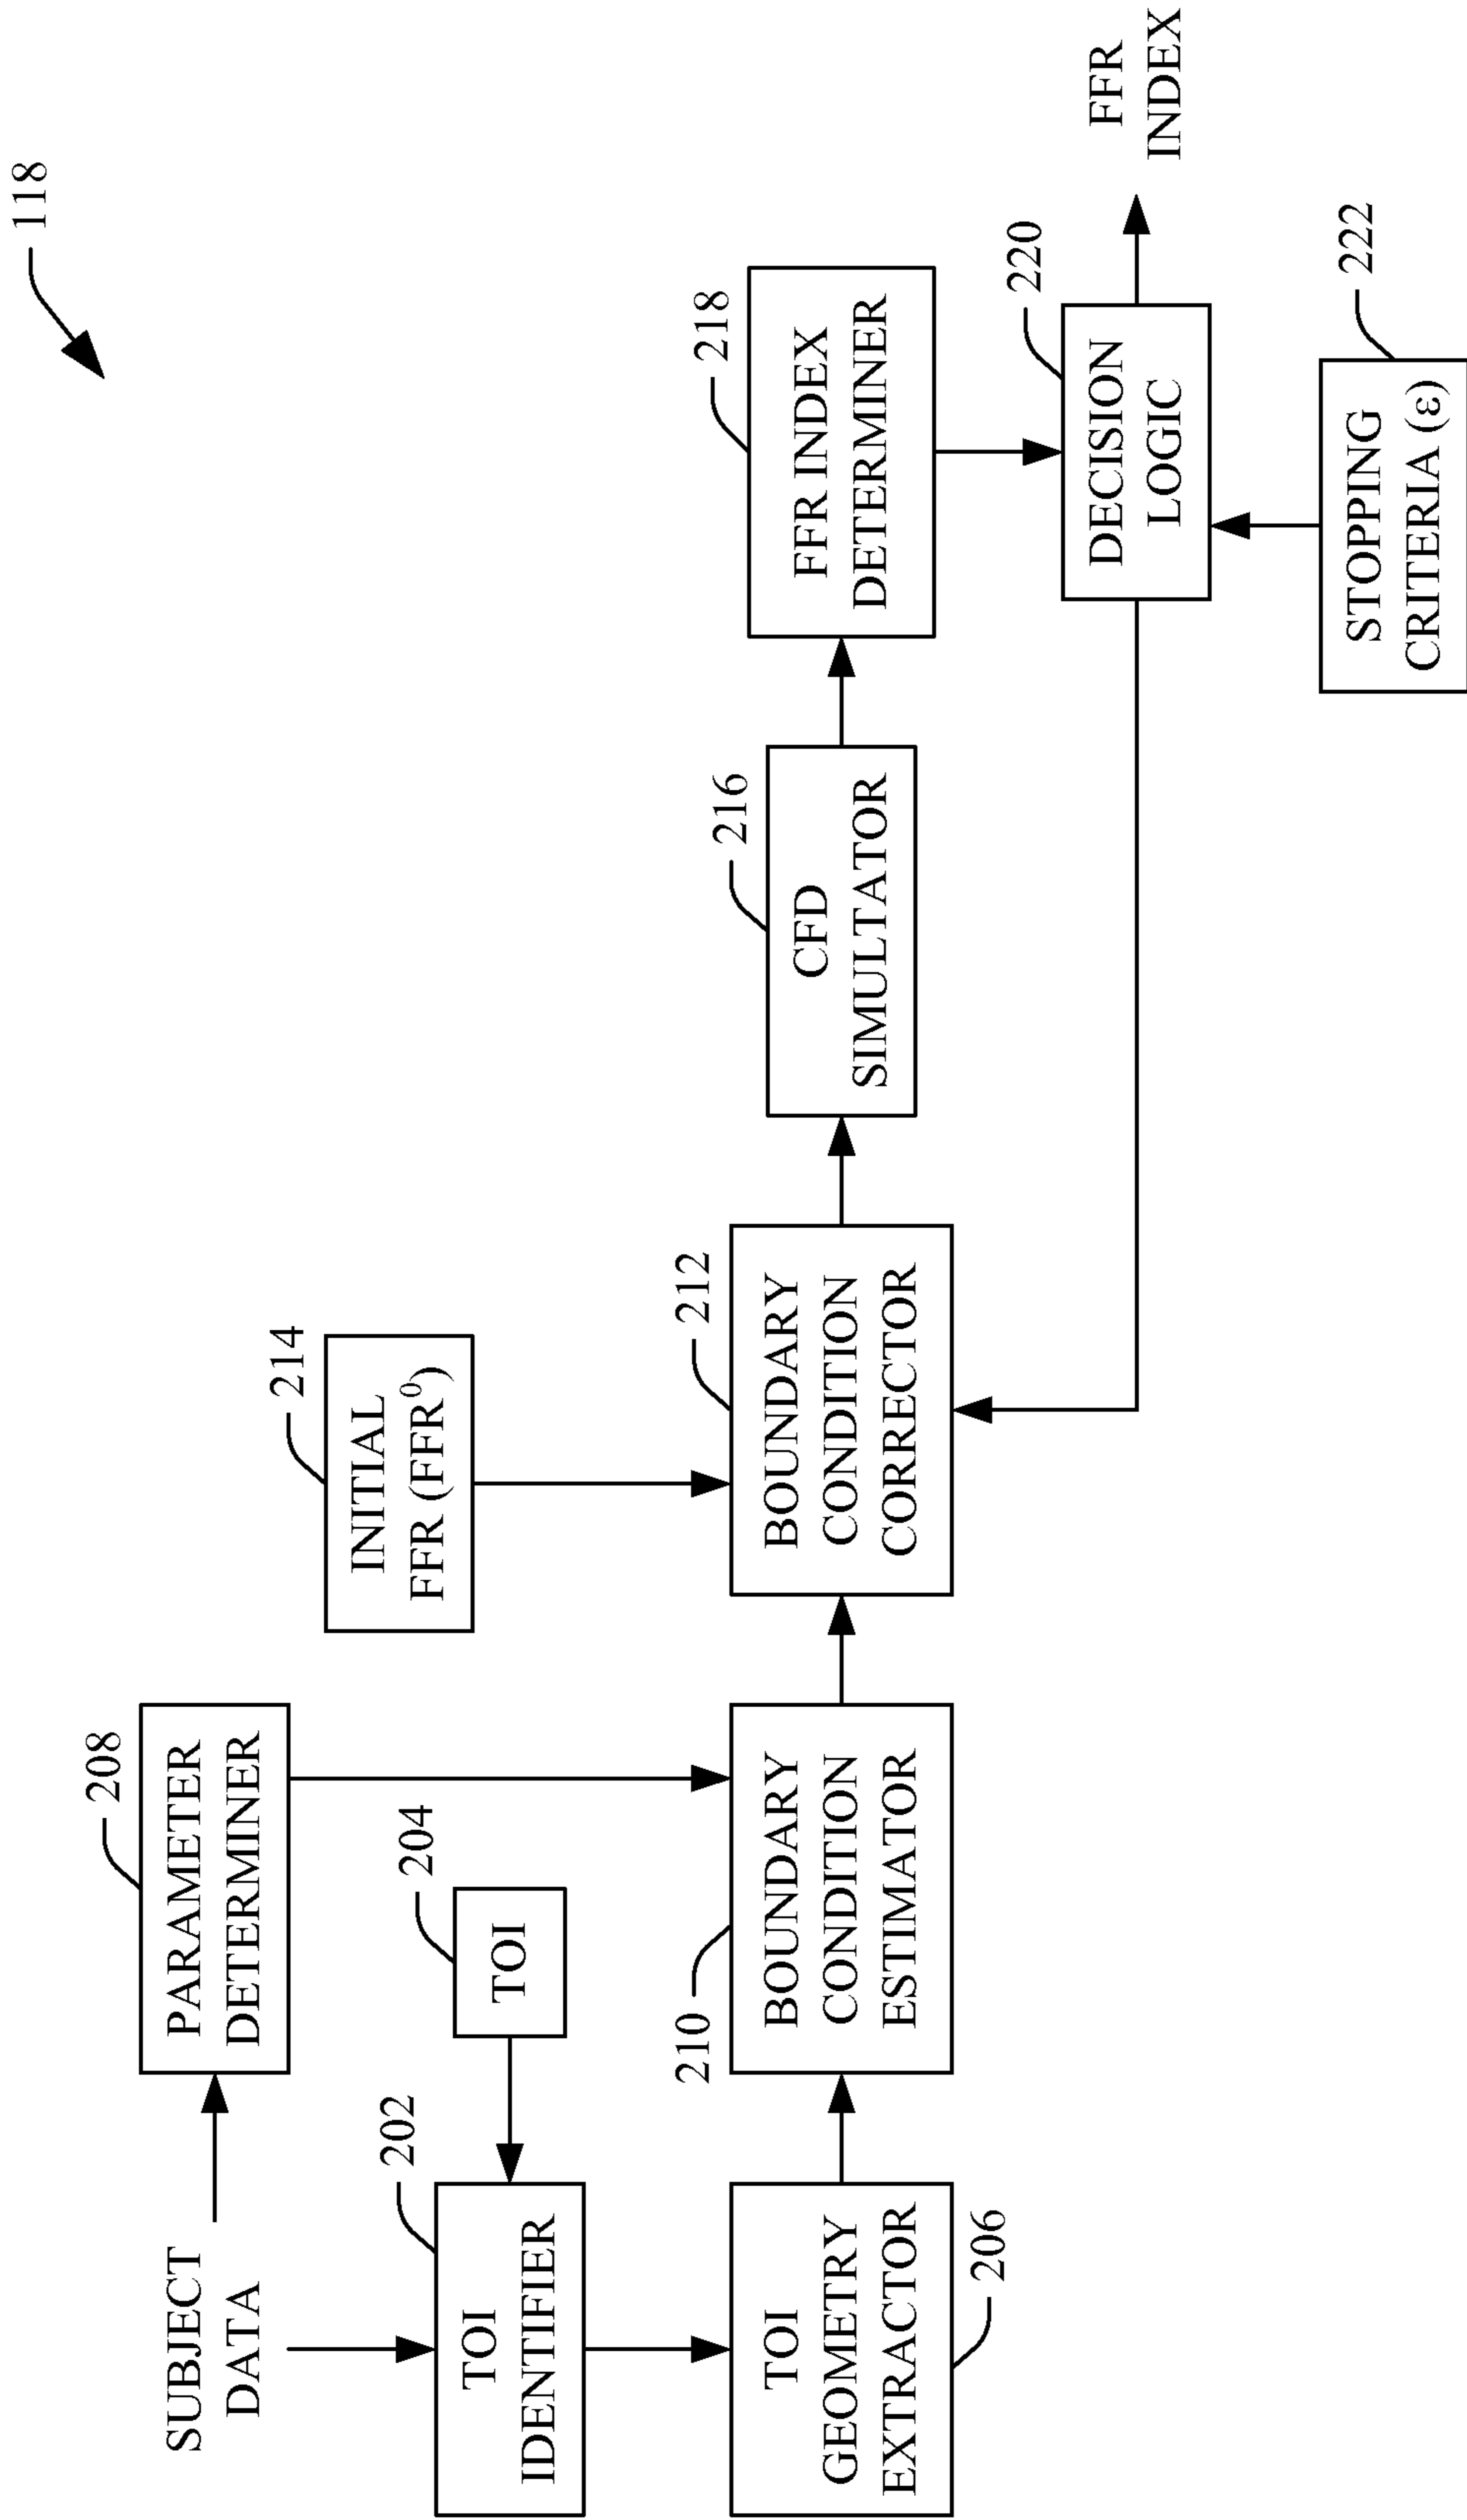 118
SUBJECT
DATA
208
PARAMETER
DETERMINER
214
INITIAL
FFR (FFR⁰)
202
TOI
IDENTIFIER
204
TOI
TOI
GEOMETRY
EXTRACTOR
206
210
BOUNDARY
CONDITION
ESTIMATOR
212
BOUNDARY
CONDITION
CORRECTOR
216
CFD
SIMULTATOR
218
FFR INDEX
DETERMINER
220
DECISION
LOGIC
FFR
INDEX
222
STOPPING
CRITERIA (ε)